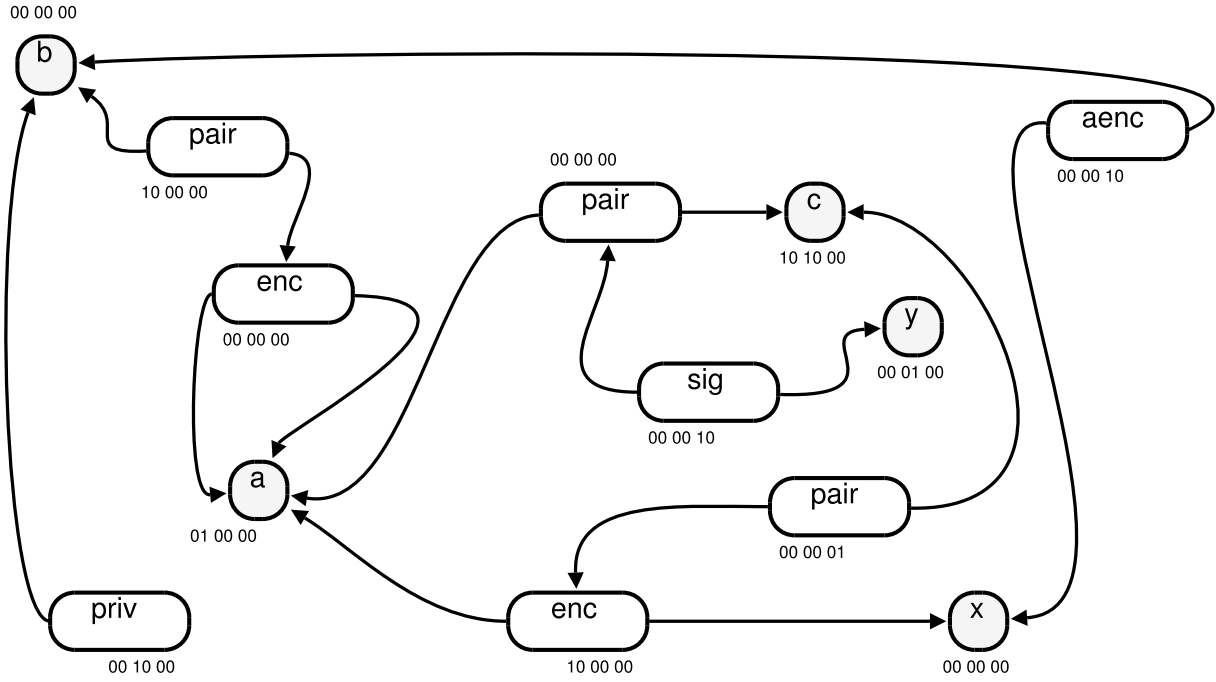 00 00 00
b
aenc
00 00 10
pair
10 00 00
00 00 00
pair
c
10 10 00
enc
00 00 00
y
00 01 00
sig
00 00 10
a
01 00 00
pair
00 00 01
priv
00 10 00
enc
10 00 00
x
00 00 00